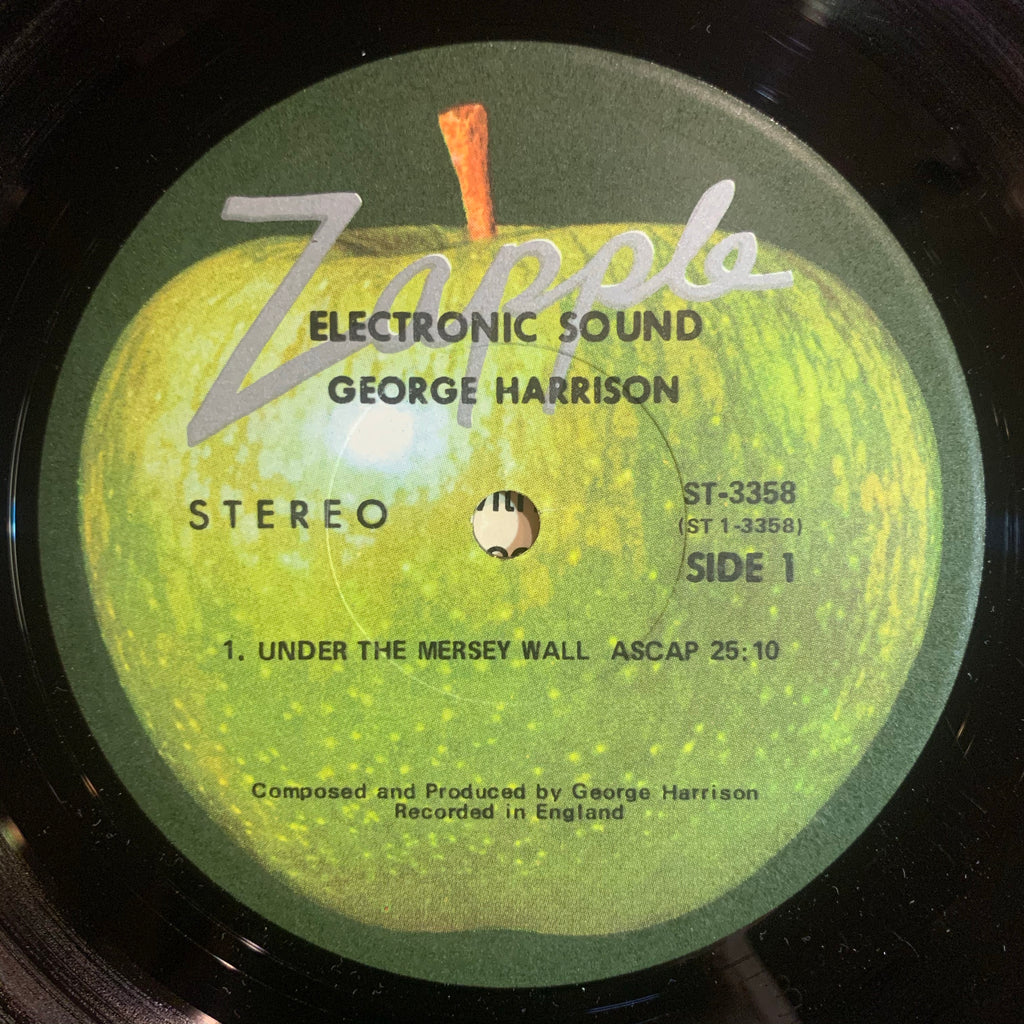 Zapple
ELECTRONIC SOUND
GEORGE HARRISON
STEREO
ST-3358
(ST 1-3358)
SIDE 1
1. UNDER THE MERSEY WALL ASCAP 25:10
Composed and Produced by George Harrison
Recorded in England